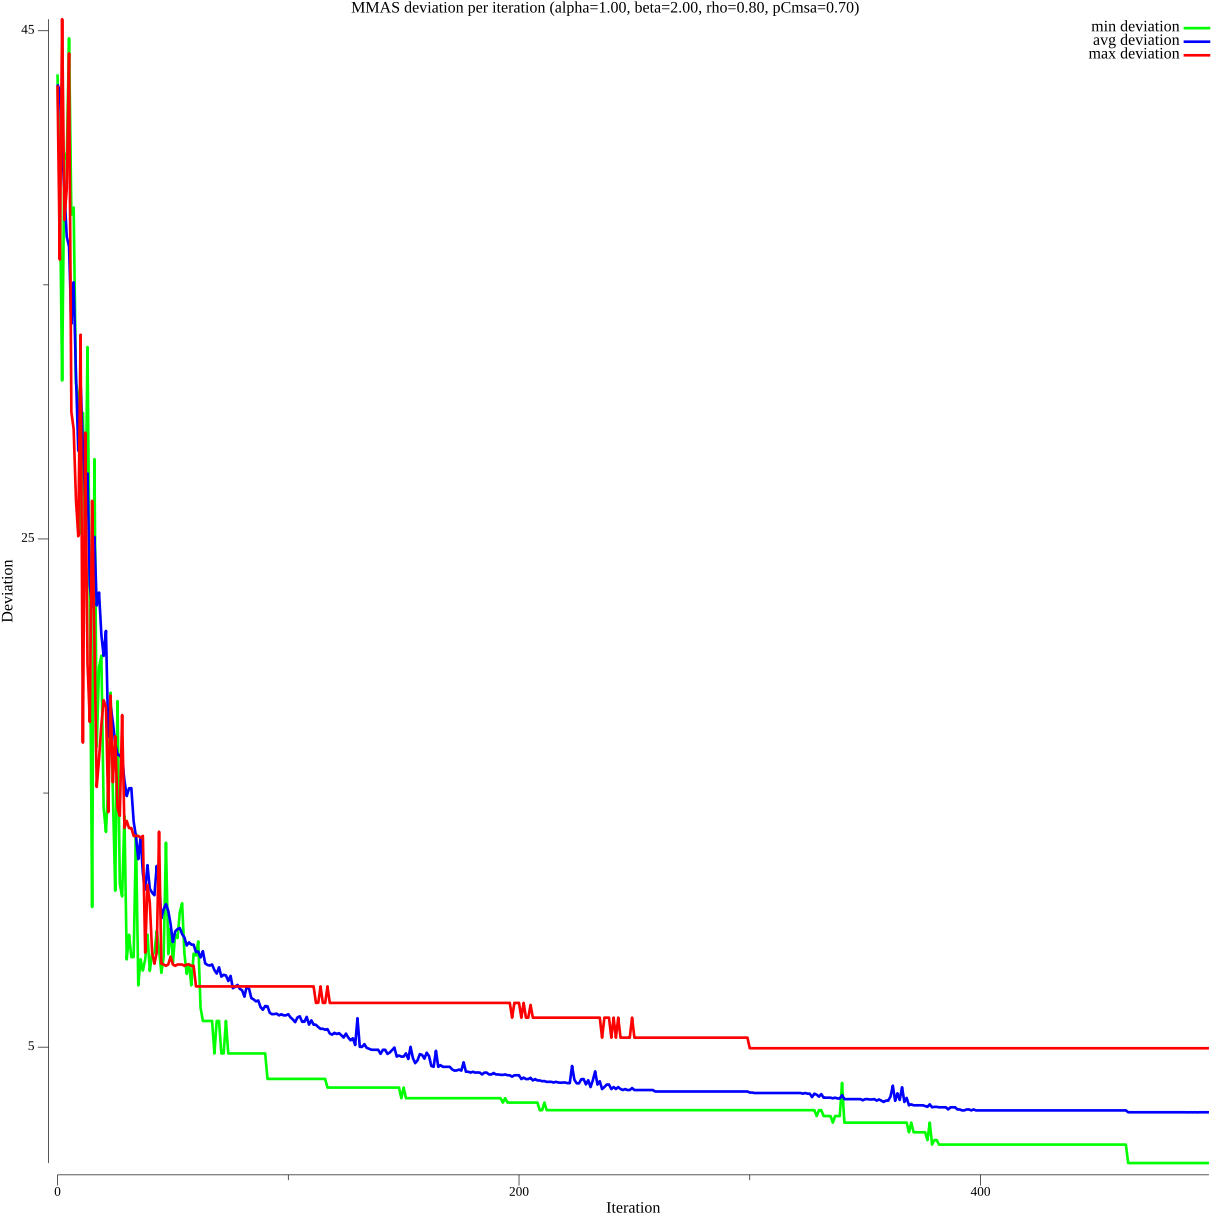 MMAS deviation per iteration (alpha=1.00, beta=2.00, rho=0.80, pCmsa=0.70)
min deviation
avg deviation
max deviation
45
25
5
Deviation
0
200
400
Iteration